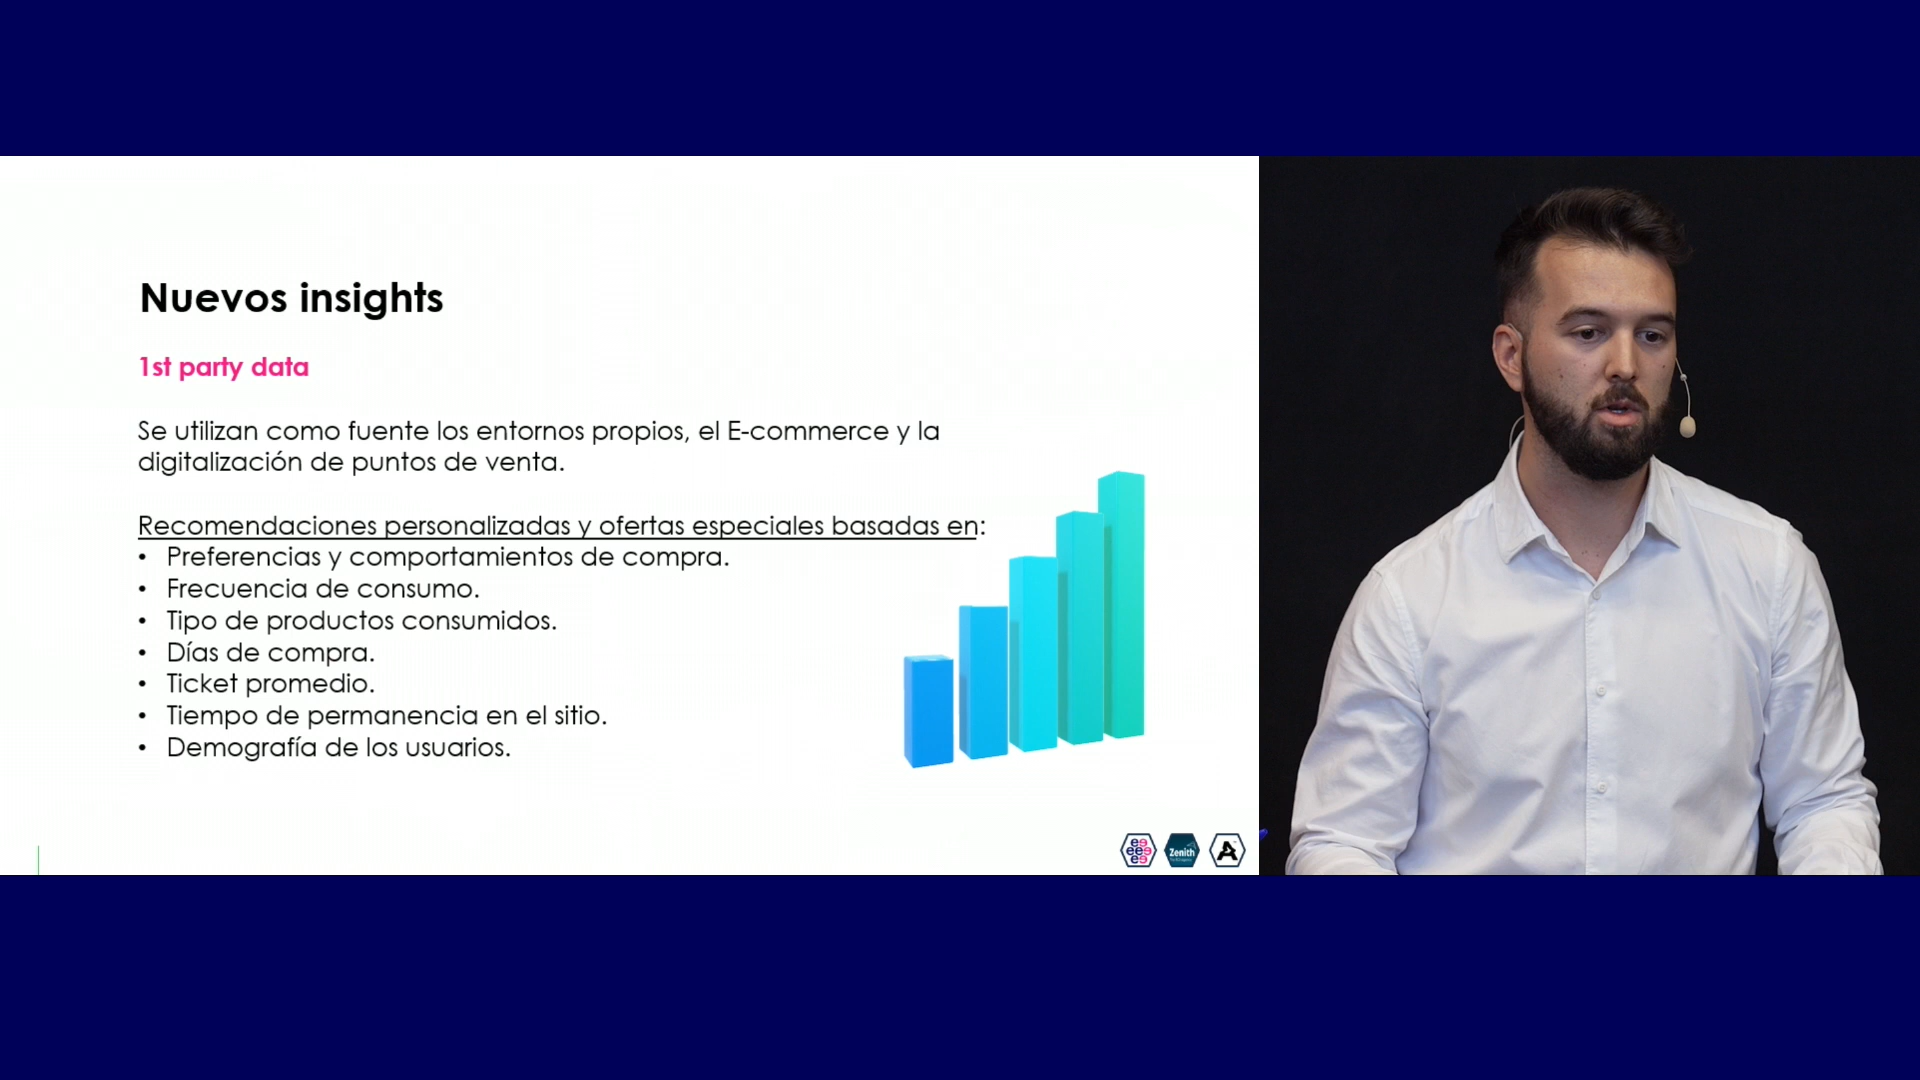 Nuevos insights
1st party data
Se utilizan como fuente los entornos propios, el E-commerce y la
digitalización de puntos de venta.
Recomendaciones personalizadas y ofertas especiales basadas en:
• Preferencias y comportamientos de compra.
• Frecuencia de consumo.
• Tipo de productos consumidos.
• Días de compra.
• Ticket promedio.
• Tiempo de permanencia en el sitio.
• Demografía de los usuarios.
Zenith